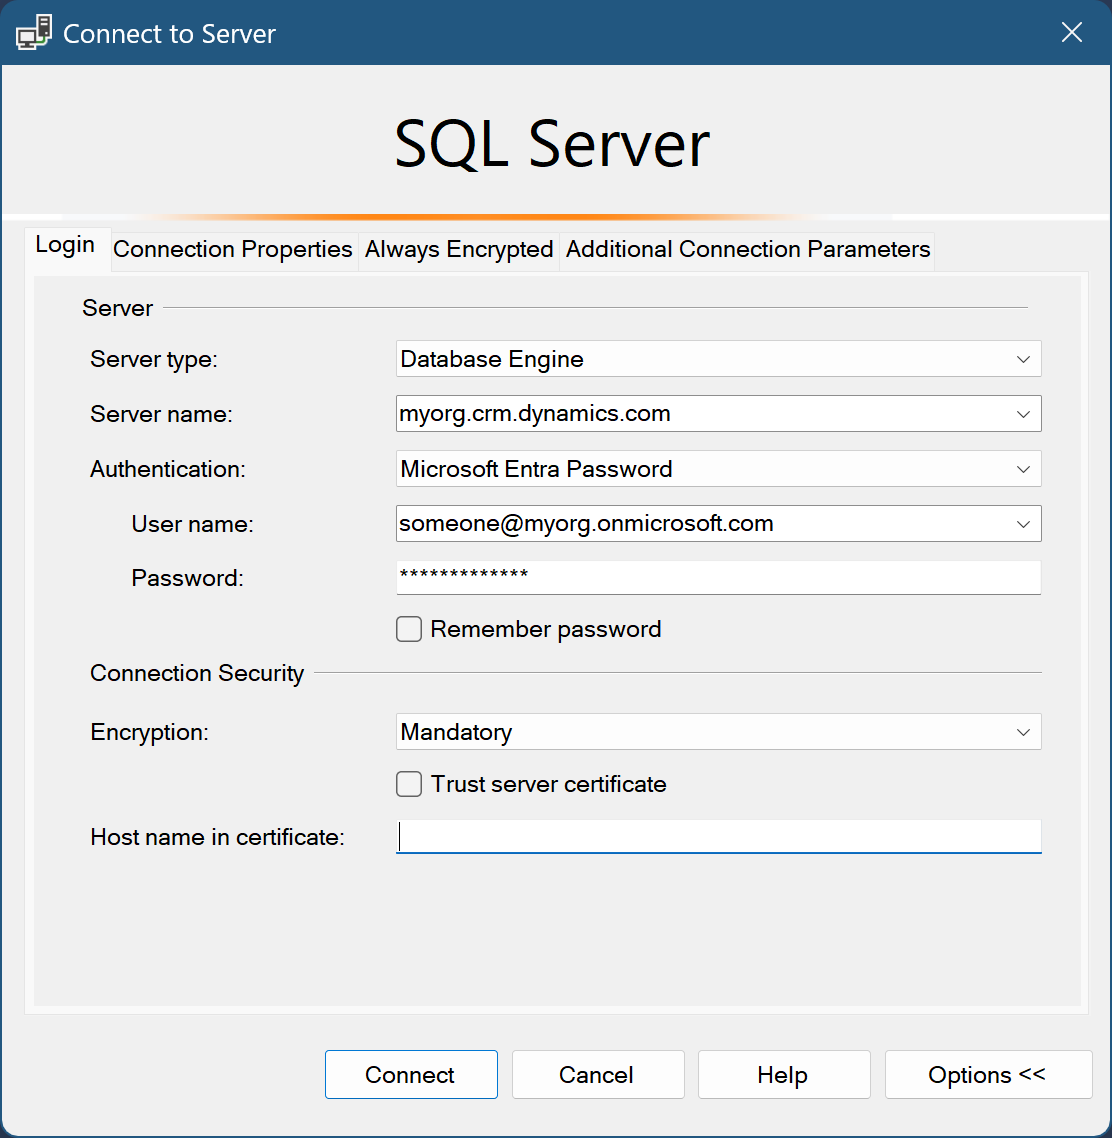 Connect to Server
SQL Server
Login Connection Properties Always Encrypted Additional Connection Parameters
Server
Server type: Database Engine
Server name: myorg.crm.dynamics.com
Authentication: Microsoft Entra Password
User name: someone@myorg.onmicrosoft.com
Password: *************
Remember password
Connection Security
Encryption: Mandatory
Trust server certificate
Host name in certificate:
Connect Cancel Help Options <<